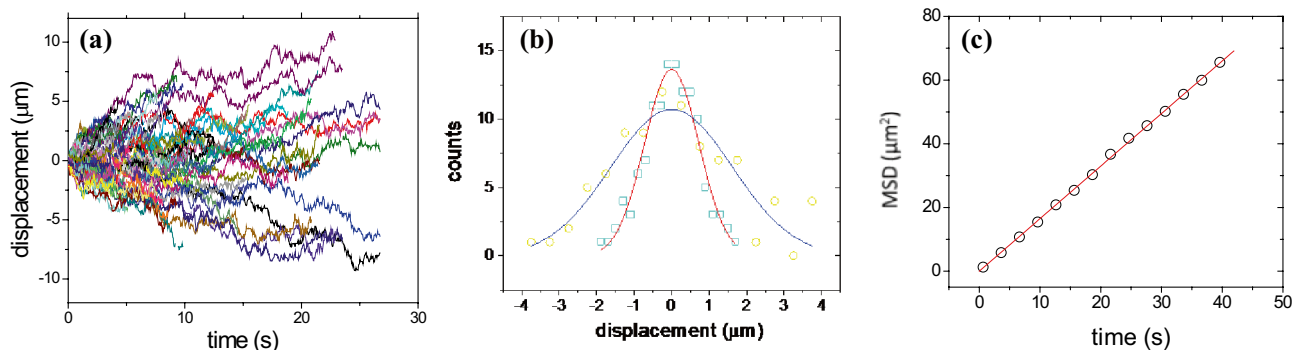 (a)
displacement (μm)
10
5
0
-5
-10
0 10 20 30
time (s)
(b)
counts
15
10
5
0
-4 -3 -2 -1 0 1 2 3 4
displacement (μm)
(c)
MSD (μm²)
80
60
40
20
0
0 10 20 30 40 50
time (s)